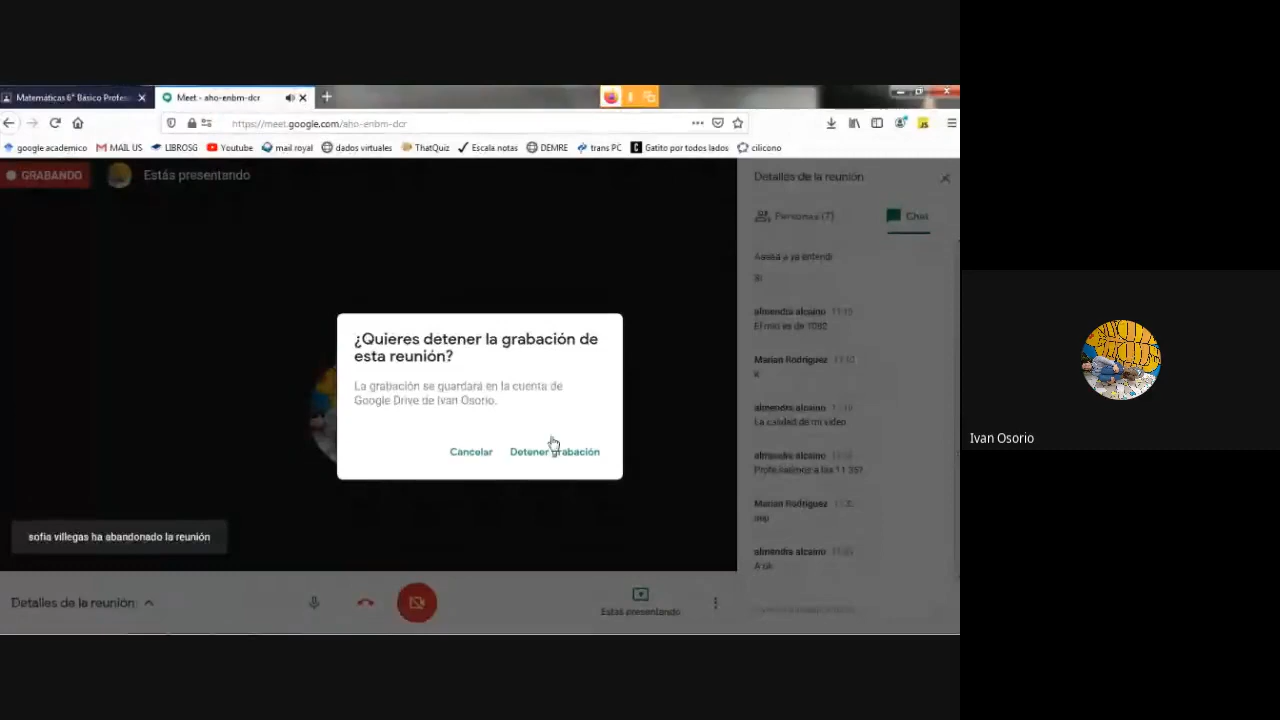 Matemáticas 6° Básico Profes
Meet - aho-enbm-dcr
https://meet.google.com/aho-enbm-dcr
google academico MAIL US LIBROSG Youtube mail royal dados virtuales ThatQuiz Escala notas DEMRE trans PC Gatito por todos lados ciclono
GRABANDO
Estás presentando
Detalles de la reunión
Personas (7)
Chat
Aaaaa y ya entendi
almendra alcaino
El mio es de 1080
Marian Rodriguez
almendra alcaino
La calidad de mi video
almendra alcaino
Marian Rodriguez
almendra alcaino
¿Quieres detener la grabación de
esta reunión?
La grabación se guardará en la cuenta de
Google Drive de Ivan Osorio.
Cancelar Detener grabación
sofia villegas ha abandonado la reunión
Detalles de la reunión
Estás presentando
Ivan Osorio